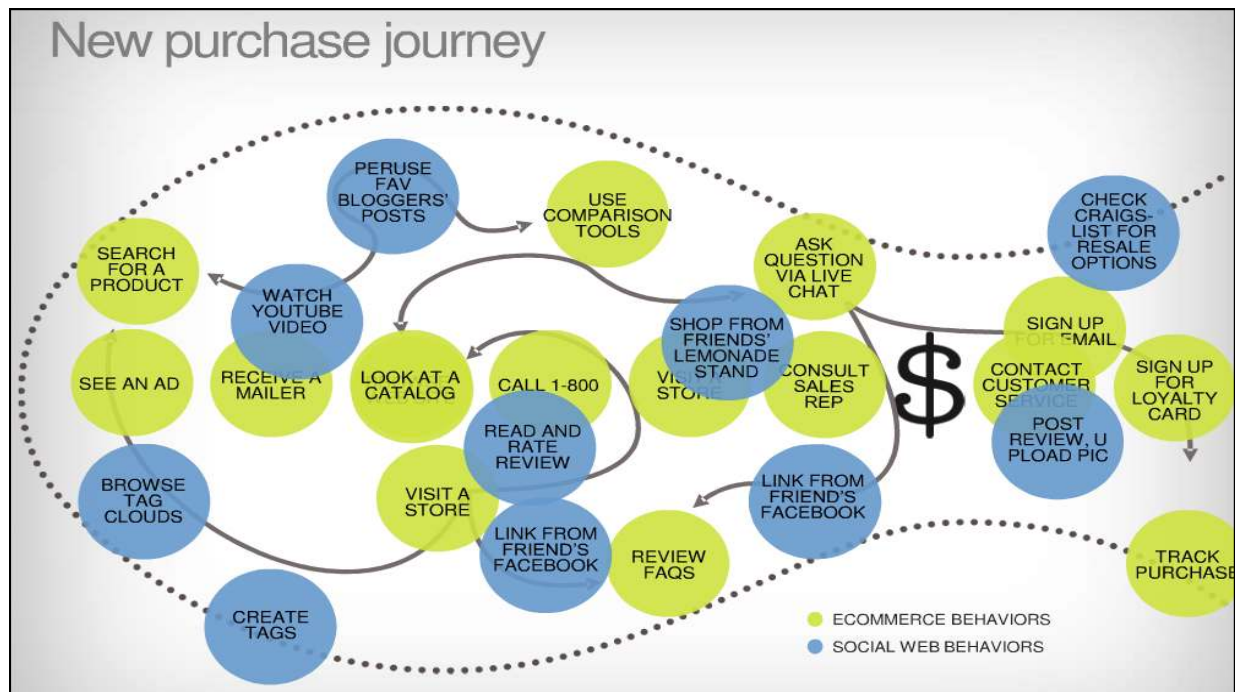 New purchase journey
PERUSE
FAV
BLOGGERS'
POSTS
USE
COMPARISON
TOOLS
CHECK
CRAIGS-
LIST FOR
RESALE
OPTIONS
SEARCH
FOR A
PRODUCT
ASK
QUESTION
VIA LIVE
CHAT
WATCH
YOUTUBE
VIDEO
SHOP FROM
FRIENDS'
LEMONADE
STAND
SIGN UP
FOR EMAIL
SEE AN AD
RECEIVE A
MAILER
LOOK AT A
CATALOG
CALL 1-800
VISIT A
STORE
CONSULT
SALES
REP
$
CONTACT
CUSTOMER
SERVICE
SIGN UP
FOR
LOYALTY
CARD
READ AND
RATE
REVIEW
POST
REVIEW, U
PLOAD PIC
BROWSE
TAG
CLOUDS
VISIT A
STORE
LINK FROM
FRIEND'S
FACEBOOK
LINK FROM
FRIEND'S
FACEBOOK
REVIEW
FAQS
TRACK
PURCHASE
CREATE
TAGS
ECOMMERCE BEHAVIORS
SOCIAL WEB BEHAVIORS